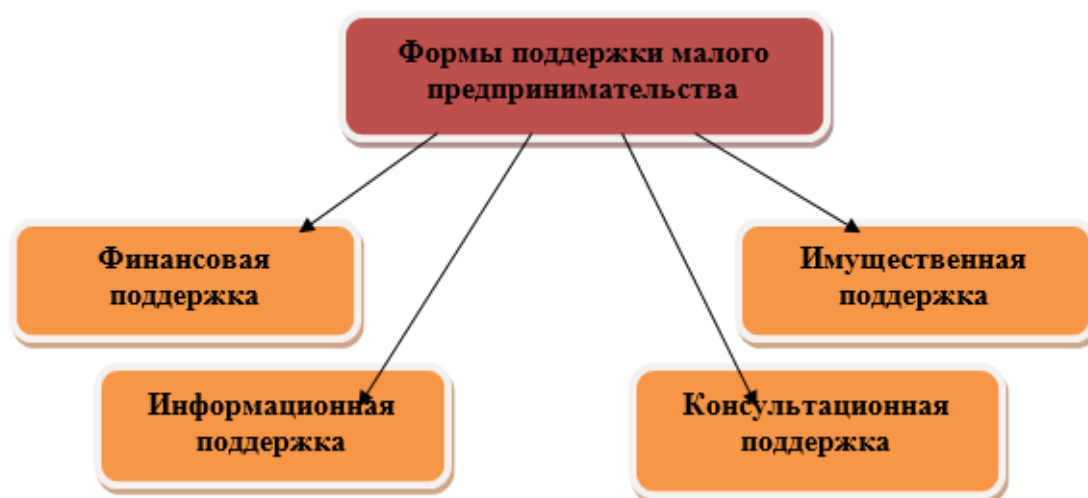 Формы поддержки малого
предпринимательства
Финансовая
поддержка
Имущественная
поддержка
Информационная
поддержка
Консультационная
поддержка